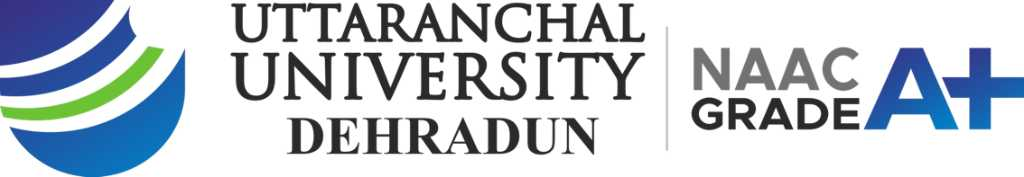 UTTARANCHAL
UNIVERSITY
DEHRADUN
NAAC
GRADE A+